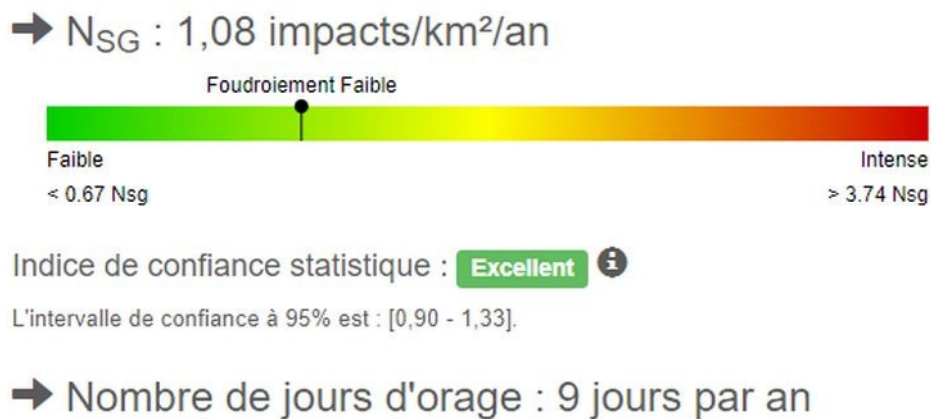 ➔ NSG : 1,08 impacts/km²/an
Foudroiement Faible
Faible Intense
< 0.67 Nsg > 3.74 Nsg
Indice de confiance statistique : Excellent
L'intervalle de confiance à 95% est : [0,90 - 1,33].
➔ Nombre de jours d'orage : 9 jours par an